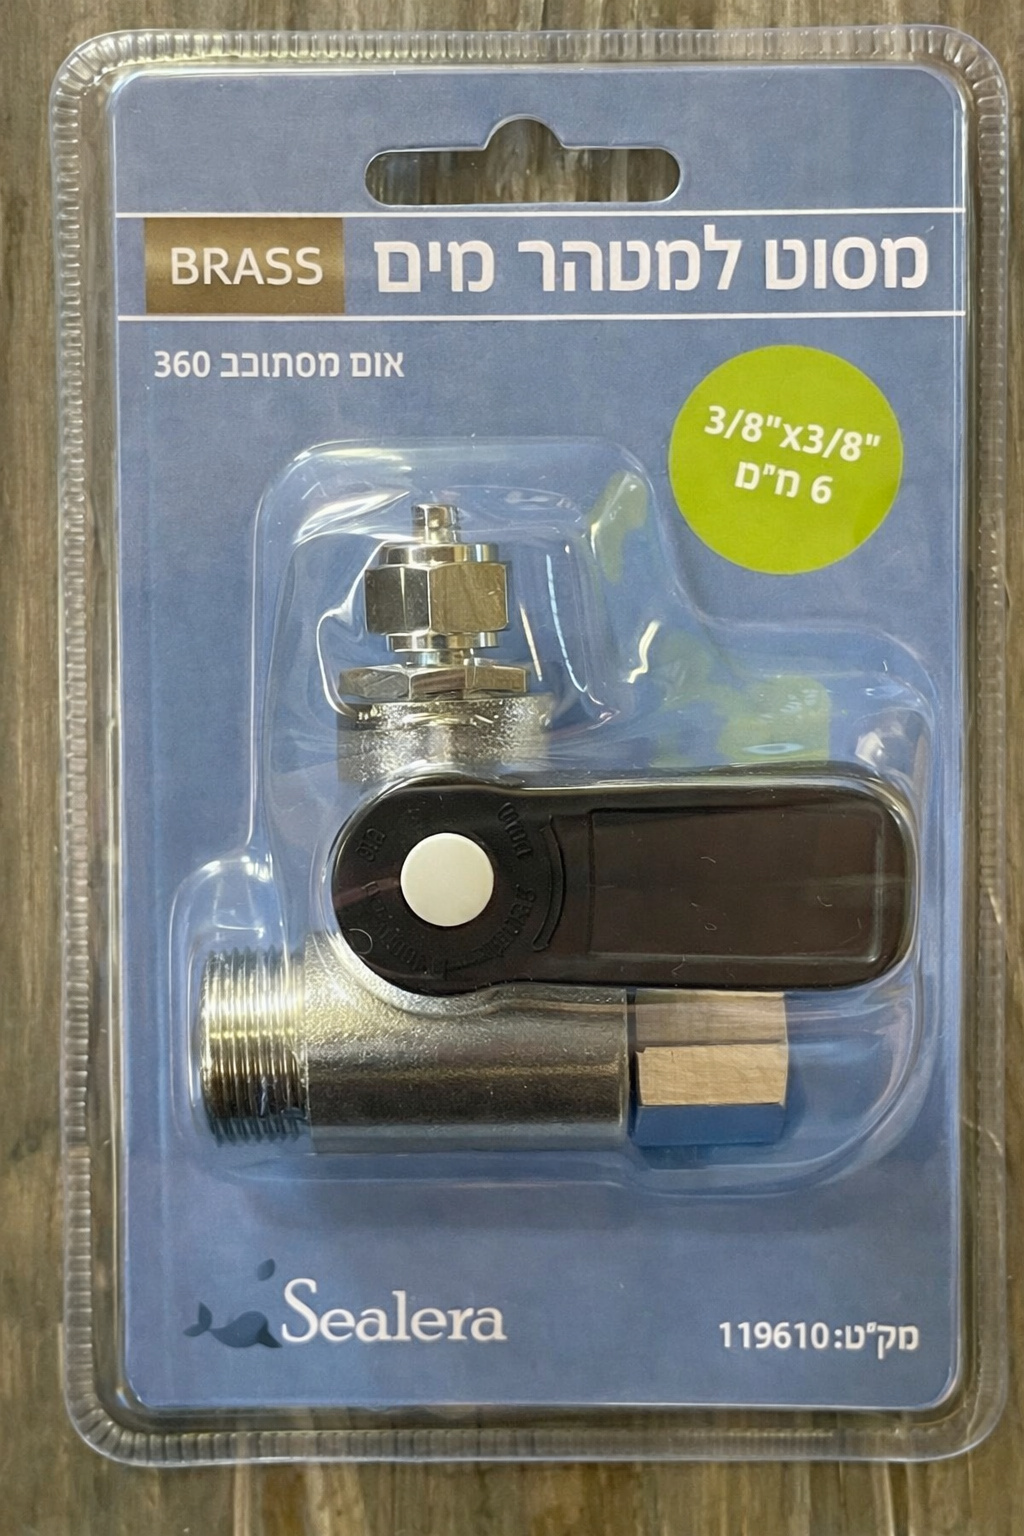 מסוט למטהר מים
BRASS
אום מסתובב 360
3/8"x3/8"
6 מ"מ
Sealera
מק"ט: 119610